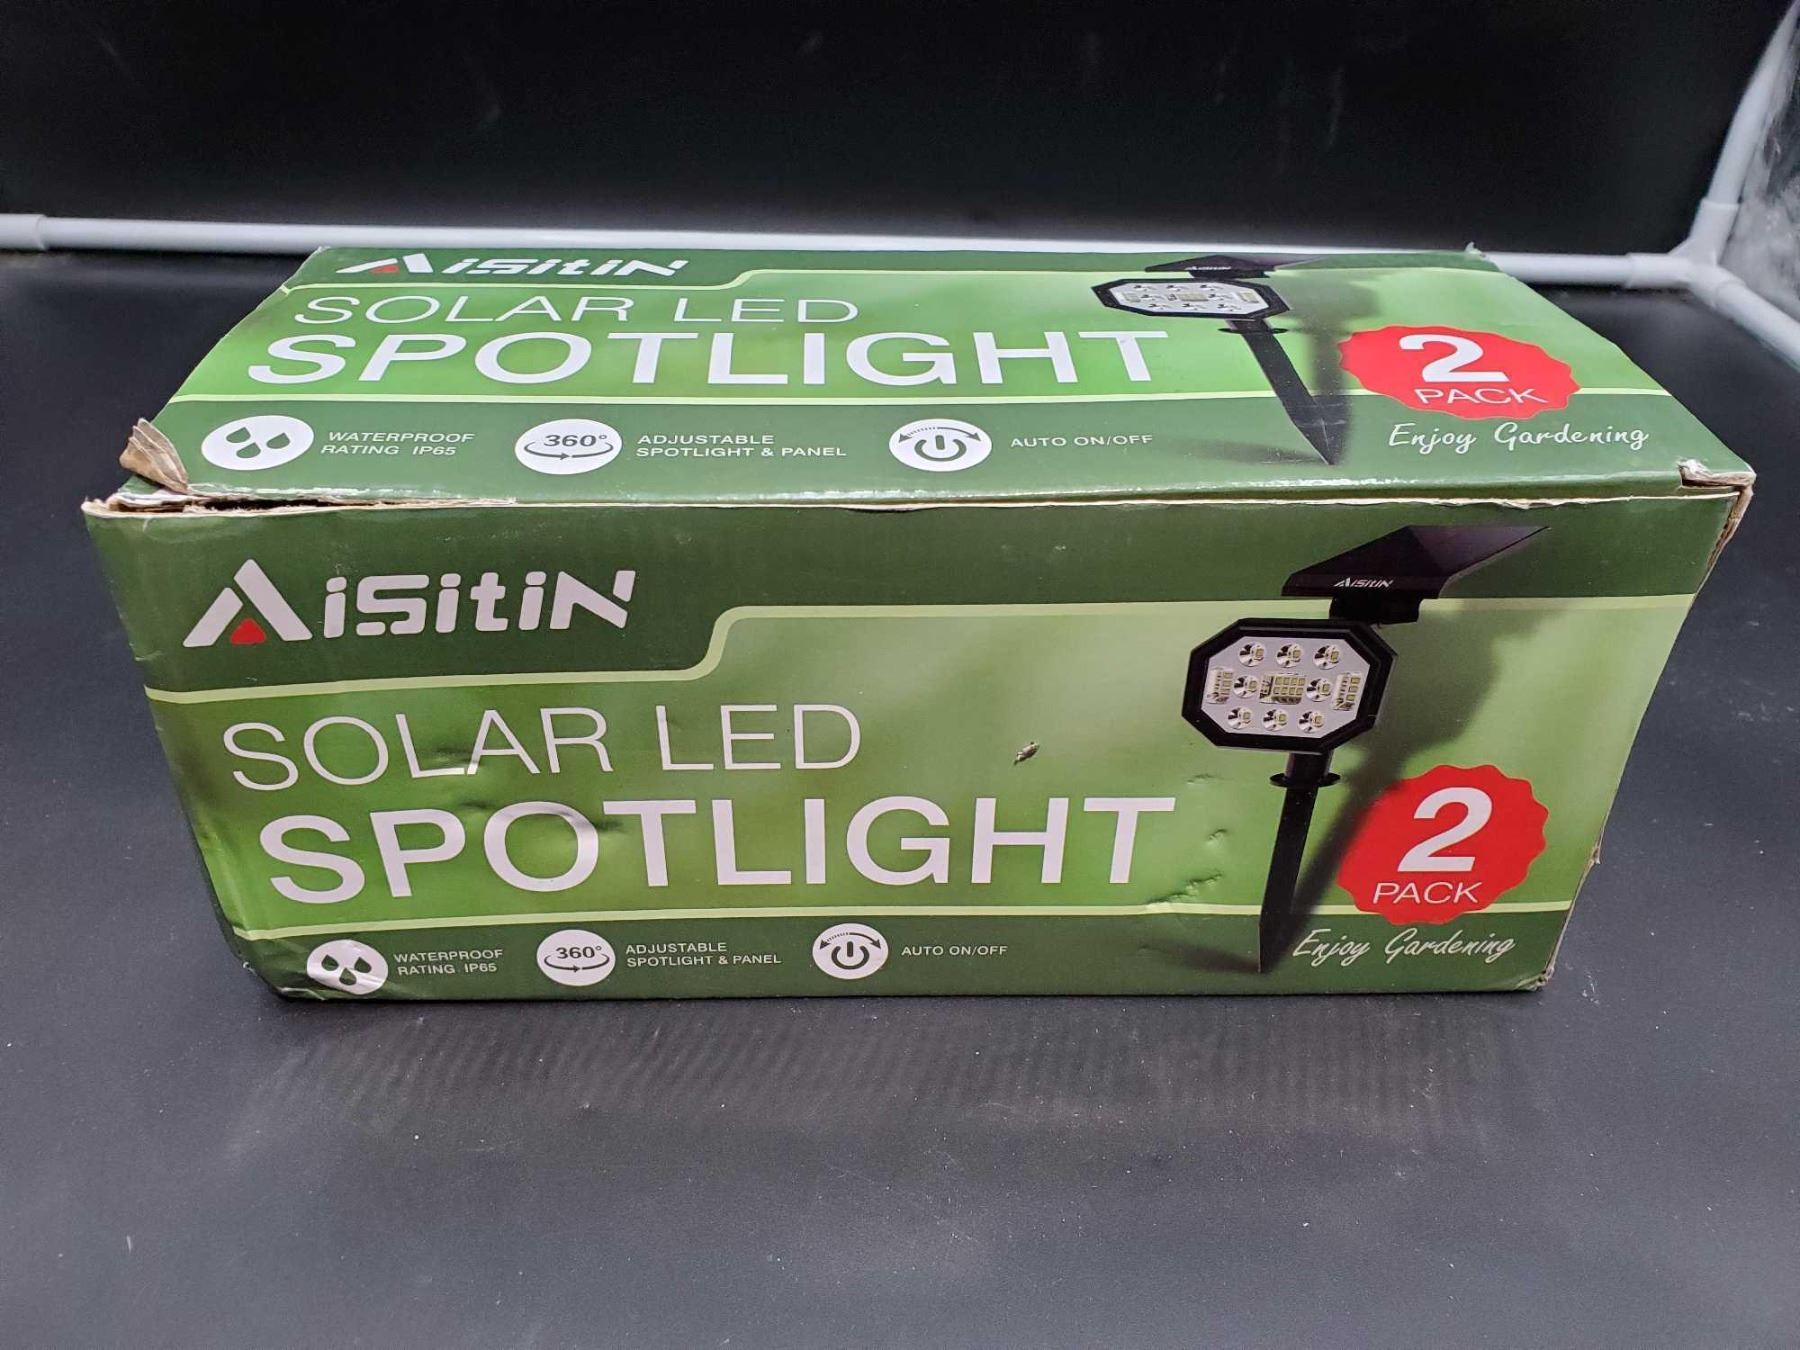 AiSitiN
SOLAR LED
SPOTLIGHT
AiSitiN
2
PACK
WATERPROOF
RATING IP65
360°
ADJUSTABLE
SPOTLIGHT & PANEL
AUTO ON/OFF
Enjoy Gardening
AiSitiN
SOLAR LED
SPOTLIGHT
AiSitiN
2
PACK
WATERPROOF
RATING IP65
360°
ADJUSTABLE
SPOTLIGHT & PANEL
AUTO ON/OFF
Enjoy Gardening